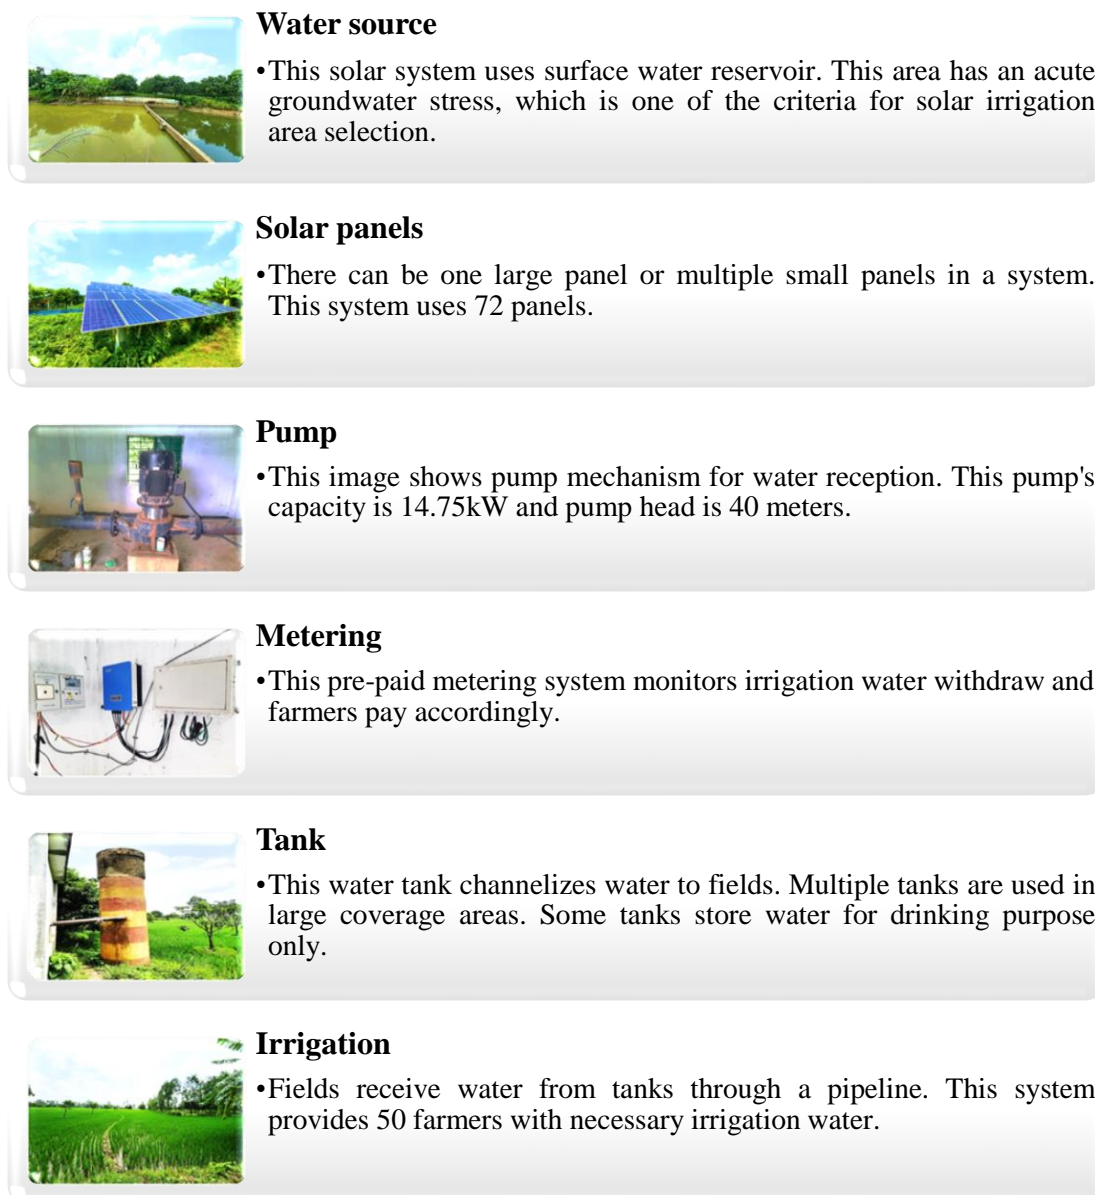 Water source
•This solar system uses surface water reservoir. This area has an acute
groundwater stress, which is one of the criteria for solar irrigation
area selection.
Solar panels
•There can be one large panel or multiple small panels in a system.
This system uses 72 panels.
Pump
•This image shows pump mechanism for water reception. This pump's
capacity is 14.75kW and pump head is 40 meters.
Metering
•This pre-paid metering system monitors irrigation water withdraw and
farmers pay accordingly.
Tank
•This water tank channelizes water to fields. Multiple tanks are used in
large coverage areas. Some tanks store water for drinking purpose
only.
Irrigation
•Fields receive water from tanks through a pipeline. This system
provides 50 farmers with necessary irrigation water.